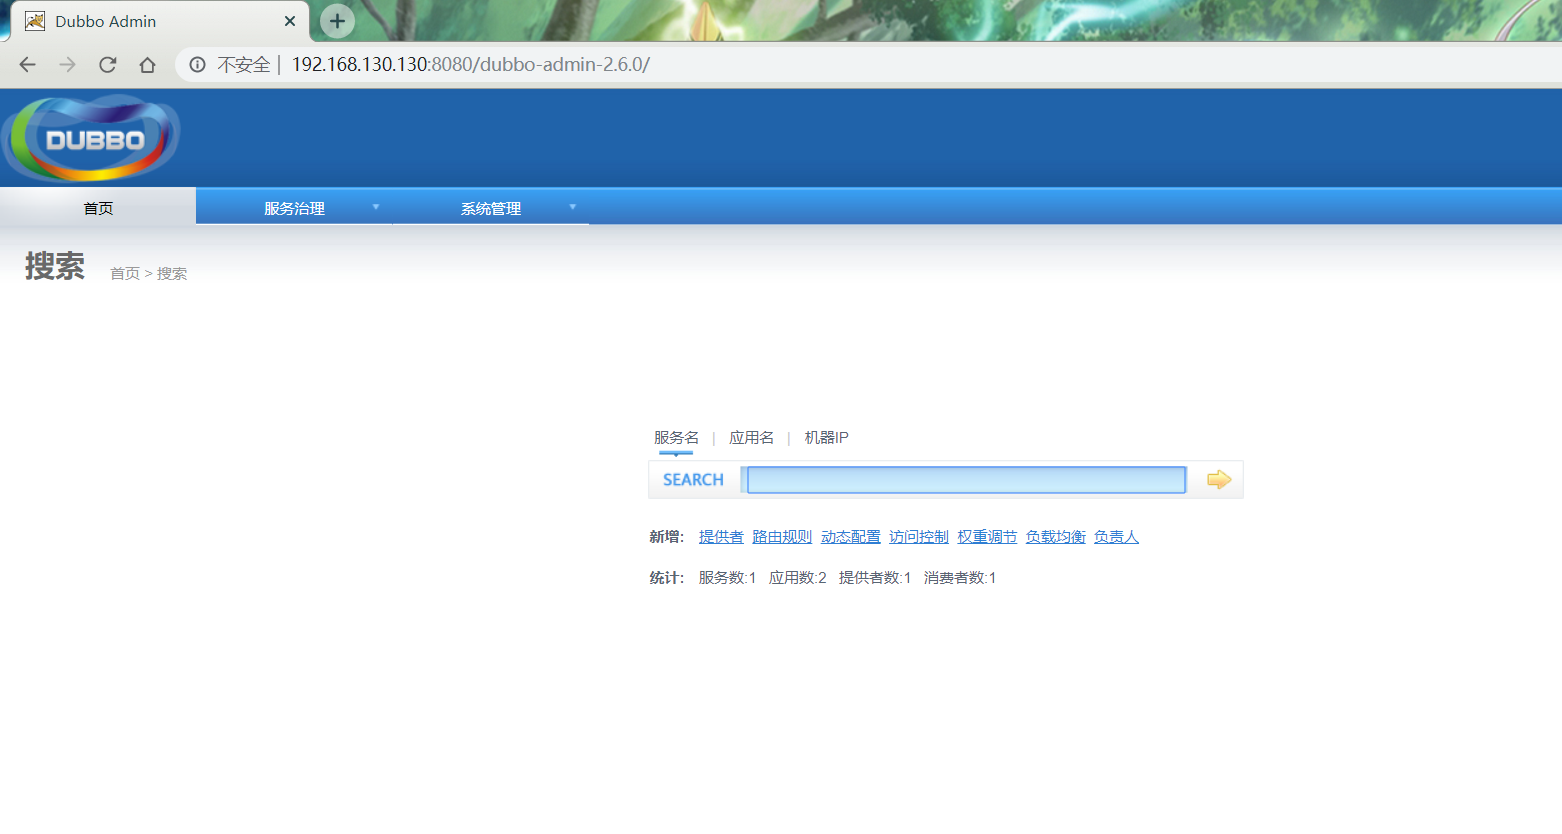 Dubbo Admin
不安全 | 192.168.130.130:8080/dubbo-admin-2.6.0/
DUBBO
首页 服务治理 系统管理
搜索 首页 > 搜索
服务名 | 应用名 | 机器IP
SEARCH
新增: 提供者 路由规则 动态配置 访问控制 权重调节 负载均衡 负责人
统计: 服务数:1 应用数:2 提供者数:1 消费者数:1